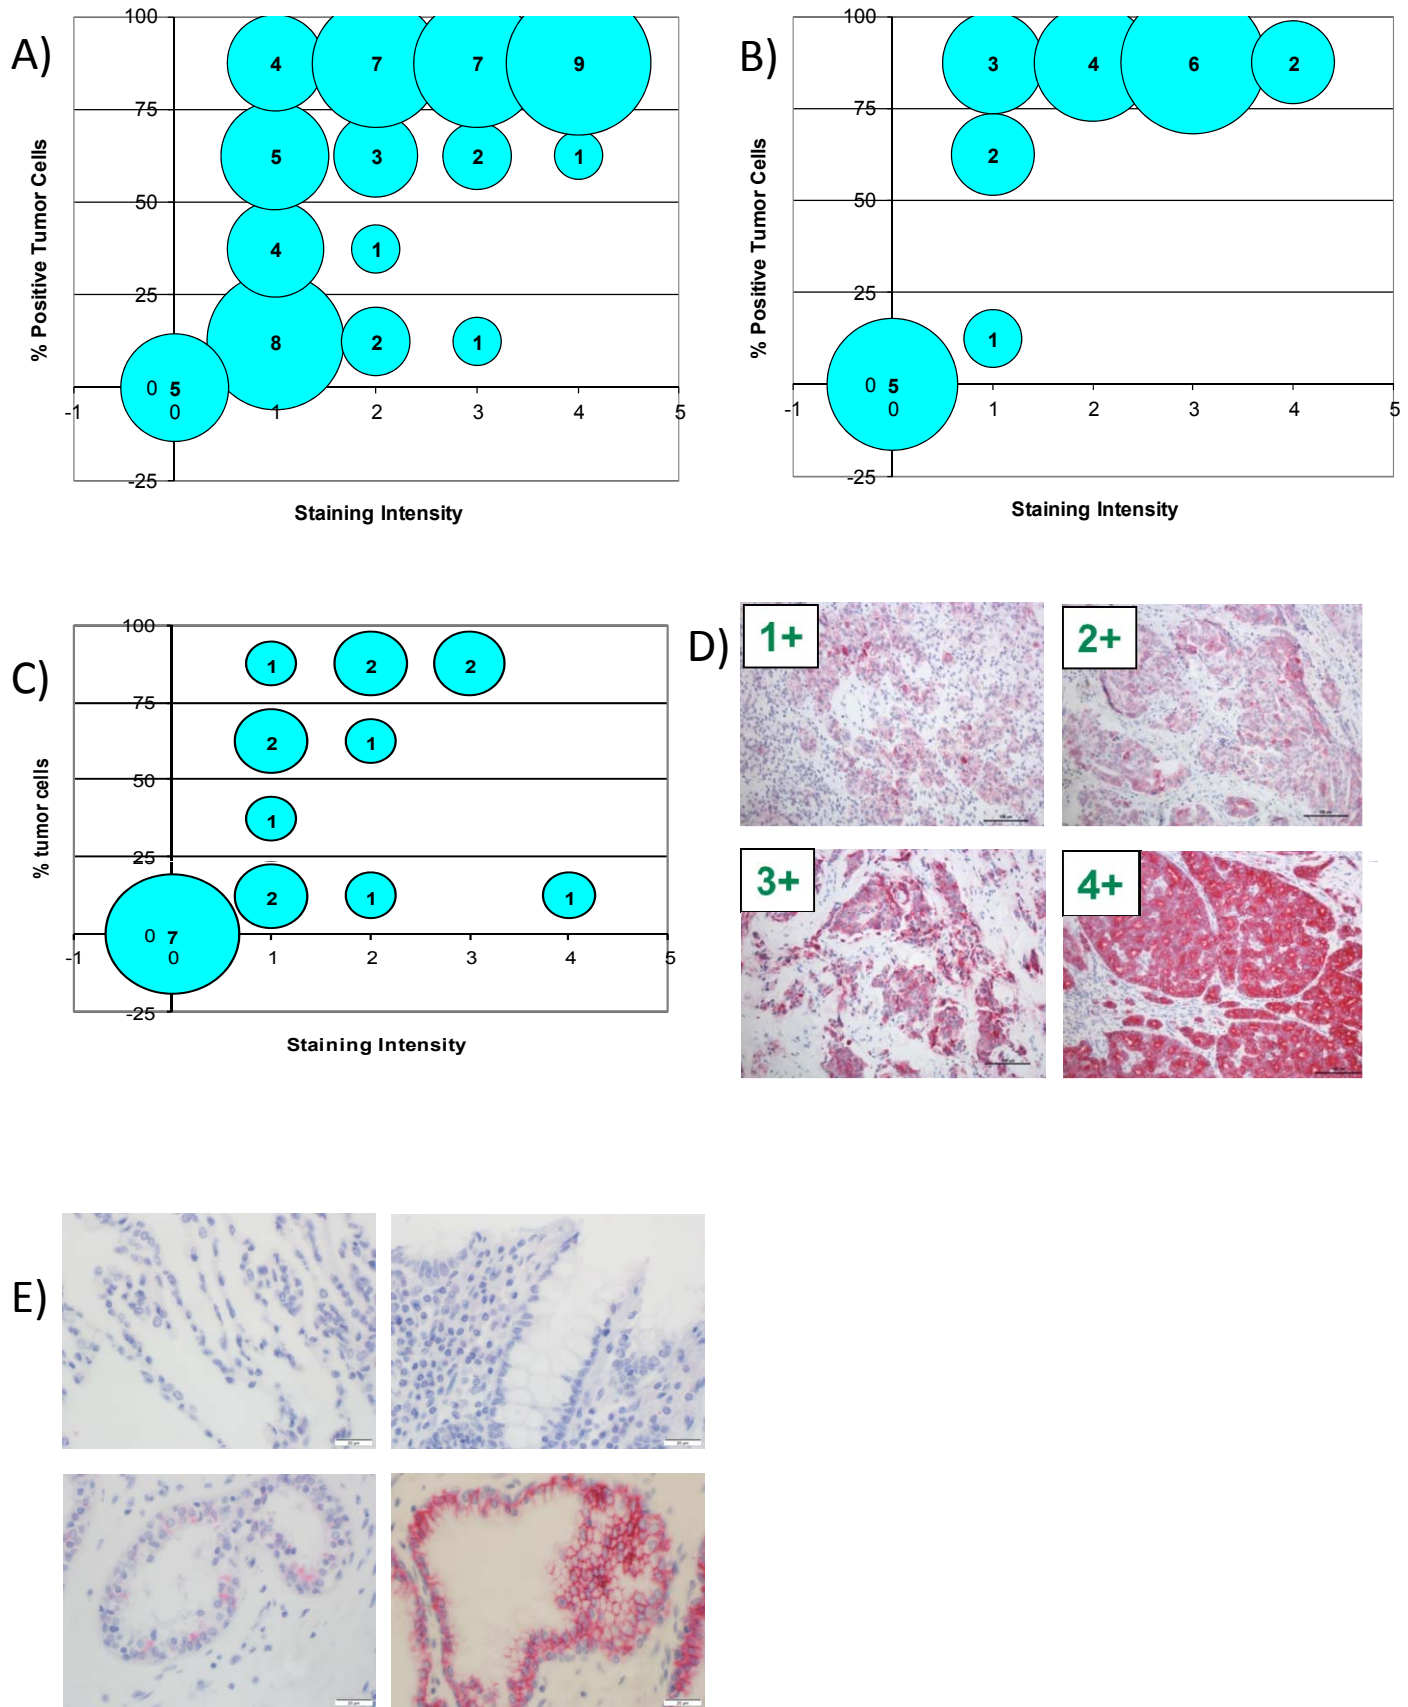 A)
% Positive Tumor Cells
100
4 7 7 9
75
5 3 2 1
50
4 1
25
8 2 1
0 5
-1 0 1 2 3 4 5
-25
Staining Intensity
B)
% Positive Tumor Cells
100
3 4 6 2
75
2
50
25
1
0 5
-1 0 1 2 3 4 5
-25
Staining Intensity
C)
% tumor cells
100
1 2 2
75
2 1
50
1
25
2 1 1
0 7
-1 0 1 2 3 4 5
-25
Staining Intensity
D)
1+
2+
3+
4+
E)